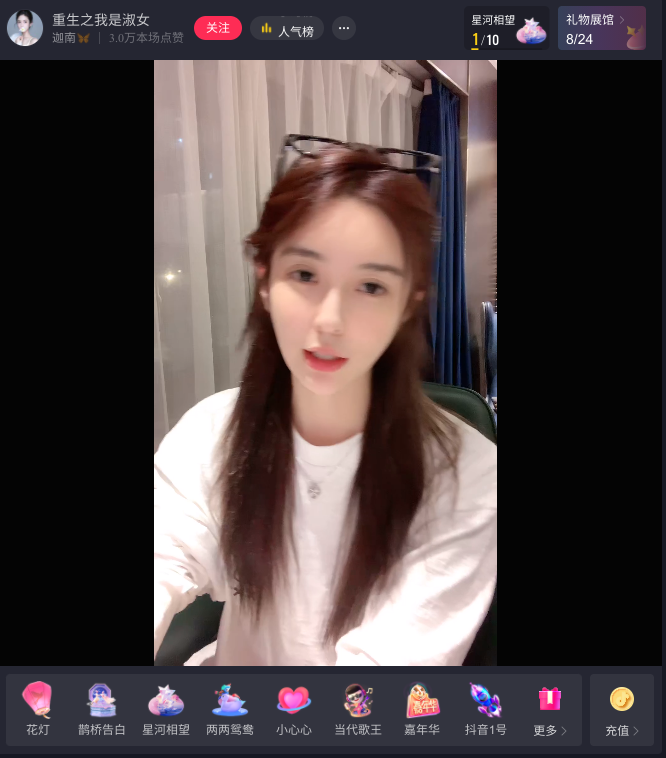 重生之我是淑女
迦南 | 3.0万本场点赞
关注
人气榜
星河相望
1/10
礼物展馆
8/24
花灯
鹊桥告白
星河相望
两两鸳鸯
小心心
当代歌王
嘉年华
嘉年华
抖音1号
更多
充值